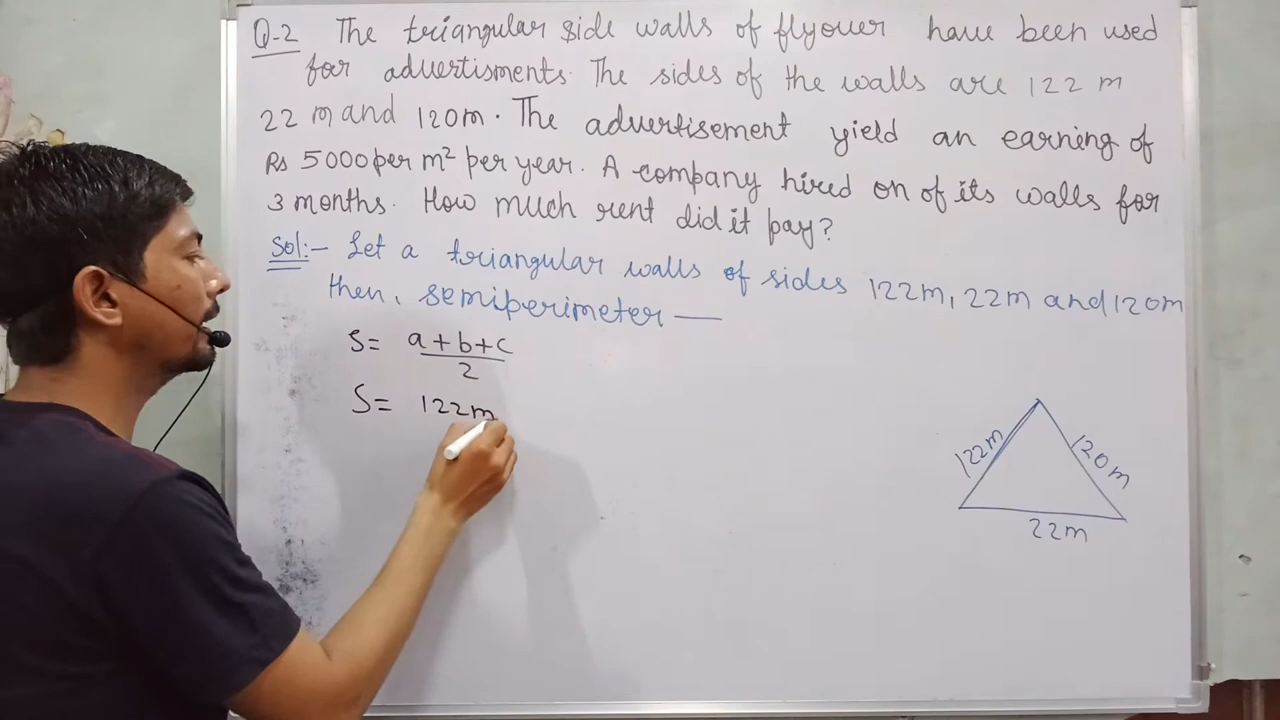 Q-2 The triangular side walls of flyover have been used
for advertisments. The sides of the walls are 122 m
22 m and 120m. The advertisement yield an earning of
Rs 5000 per m² per year. A company hired on of its walls for
3 months. How much rent did it pay?
Sol:- Let a triangular walls of sides 122m, 22m and 120m
then, semiperimeter —
S= a+b+c
2
S= 122m
122m
120m
22m